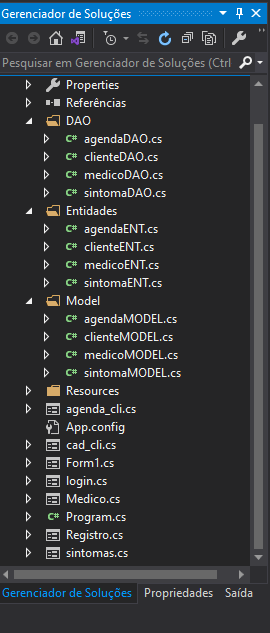 Gerenciador de Soluções
Pesquisar em Gerenciador de Soluções (Ctrl
Properties
Referências
DAO
C# agendaDAO.cs
C# clienteDAO.cs
C# medicoDAO.cs
C# sintomaDAO.cs
Entidades
C# agendaENT.cs
C# clienteENT.cs
C# medicoENT.cs
C# sintomaENT.cs
Model
C# agendaMODEL.cs
C# clienteMODEL.cs
C# medicoMODEL.cs
C# sintomaMODEL.cs
Resources
agenda_cli.cs
App.config
cad_cli.cs
Form1.cs
login.cs
Medico.cs
C# Program.cs
Registro.cs
sintomas.cs
Gerenciador de Soluções Propriedades Saída